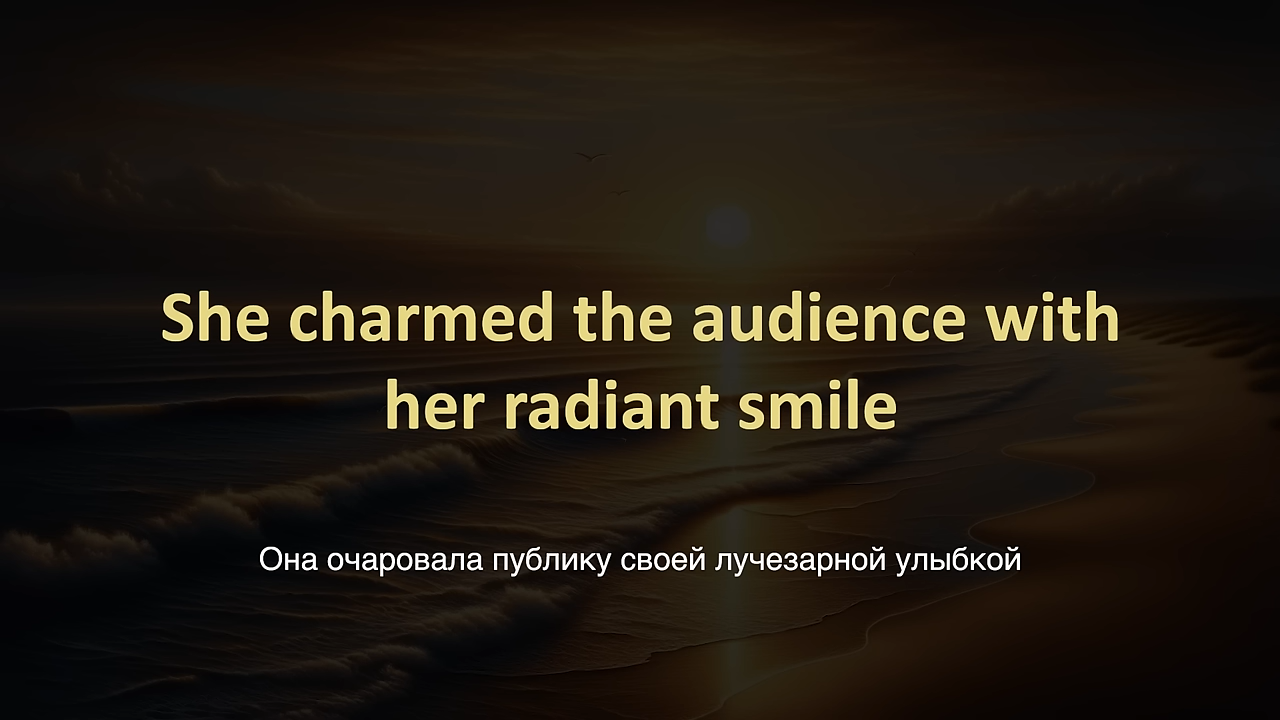 She charmed the audience with
her radiant smile
Она очаровала публику своей лучезарной улыбкой